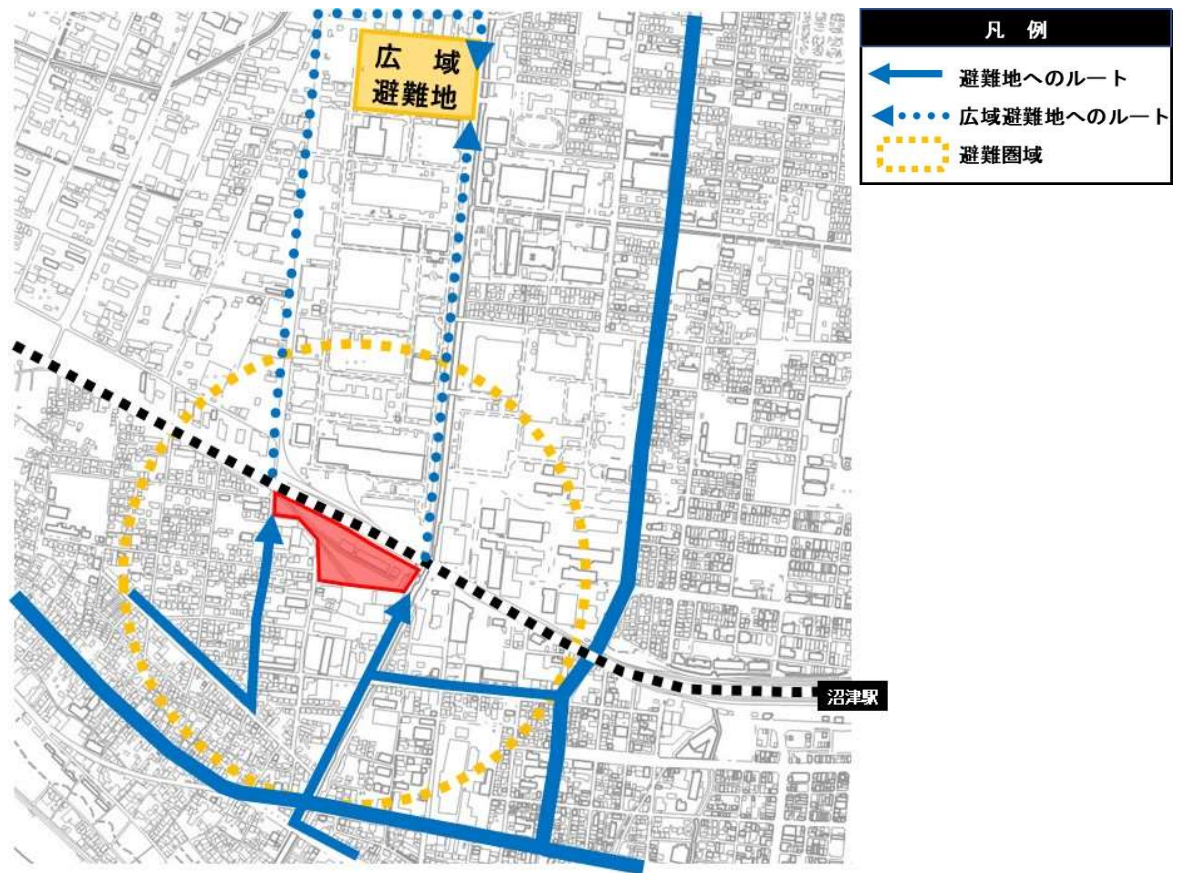 広 域
避難地
凡 例
避難地へのルート
広域避難地へのルート
避難圏域
沼津駅